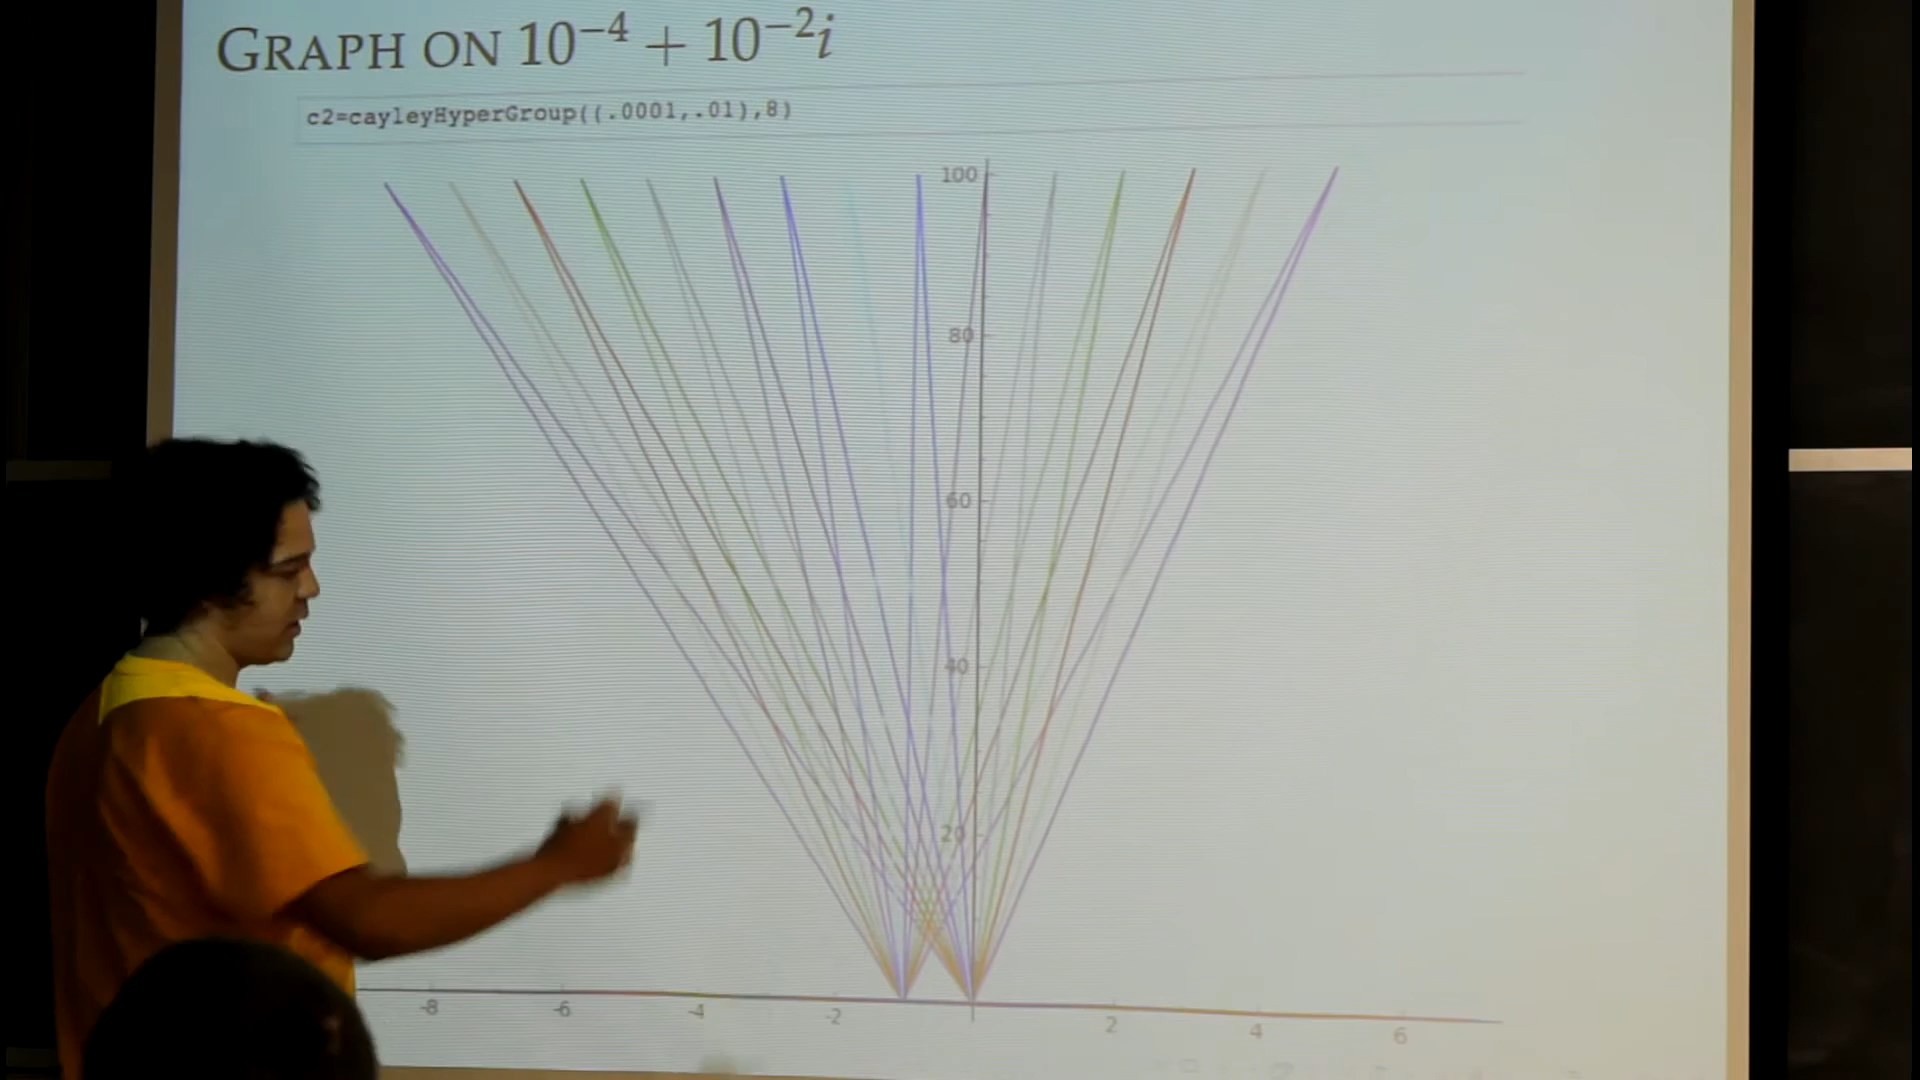 GRAPH ON 10⁻⁴ + 10⁻²i
c2=cayleyHyperGroup((.0001,.01),8)
100
80
60
40
20
-8 -6 -4 -2 2 4 6